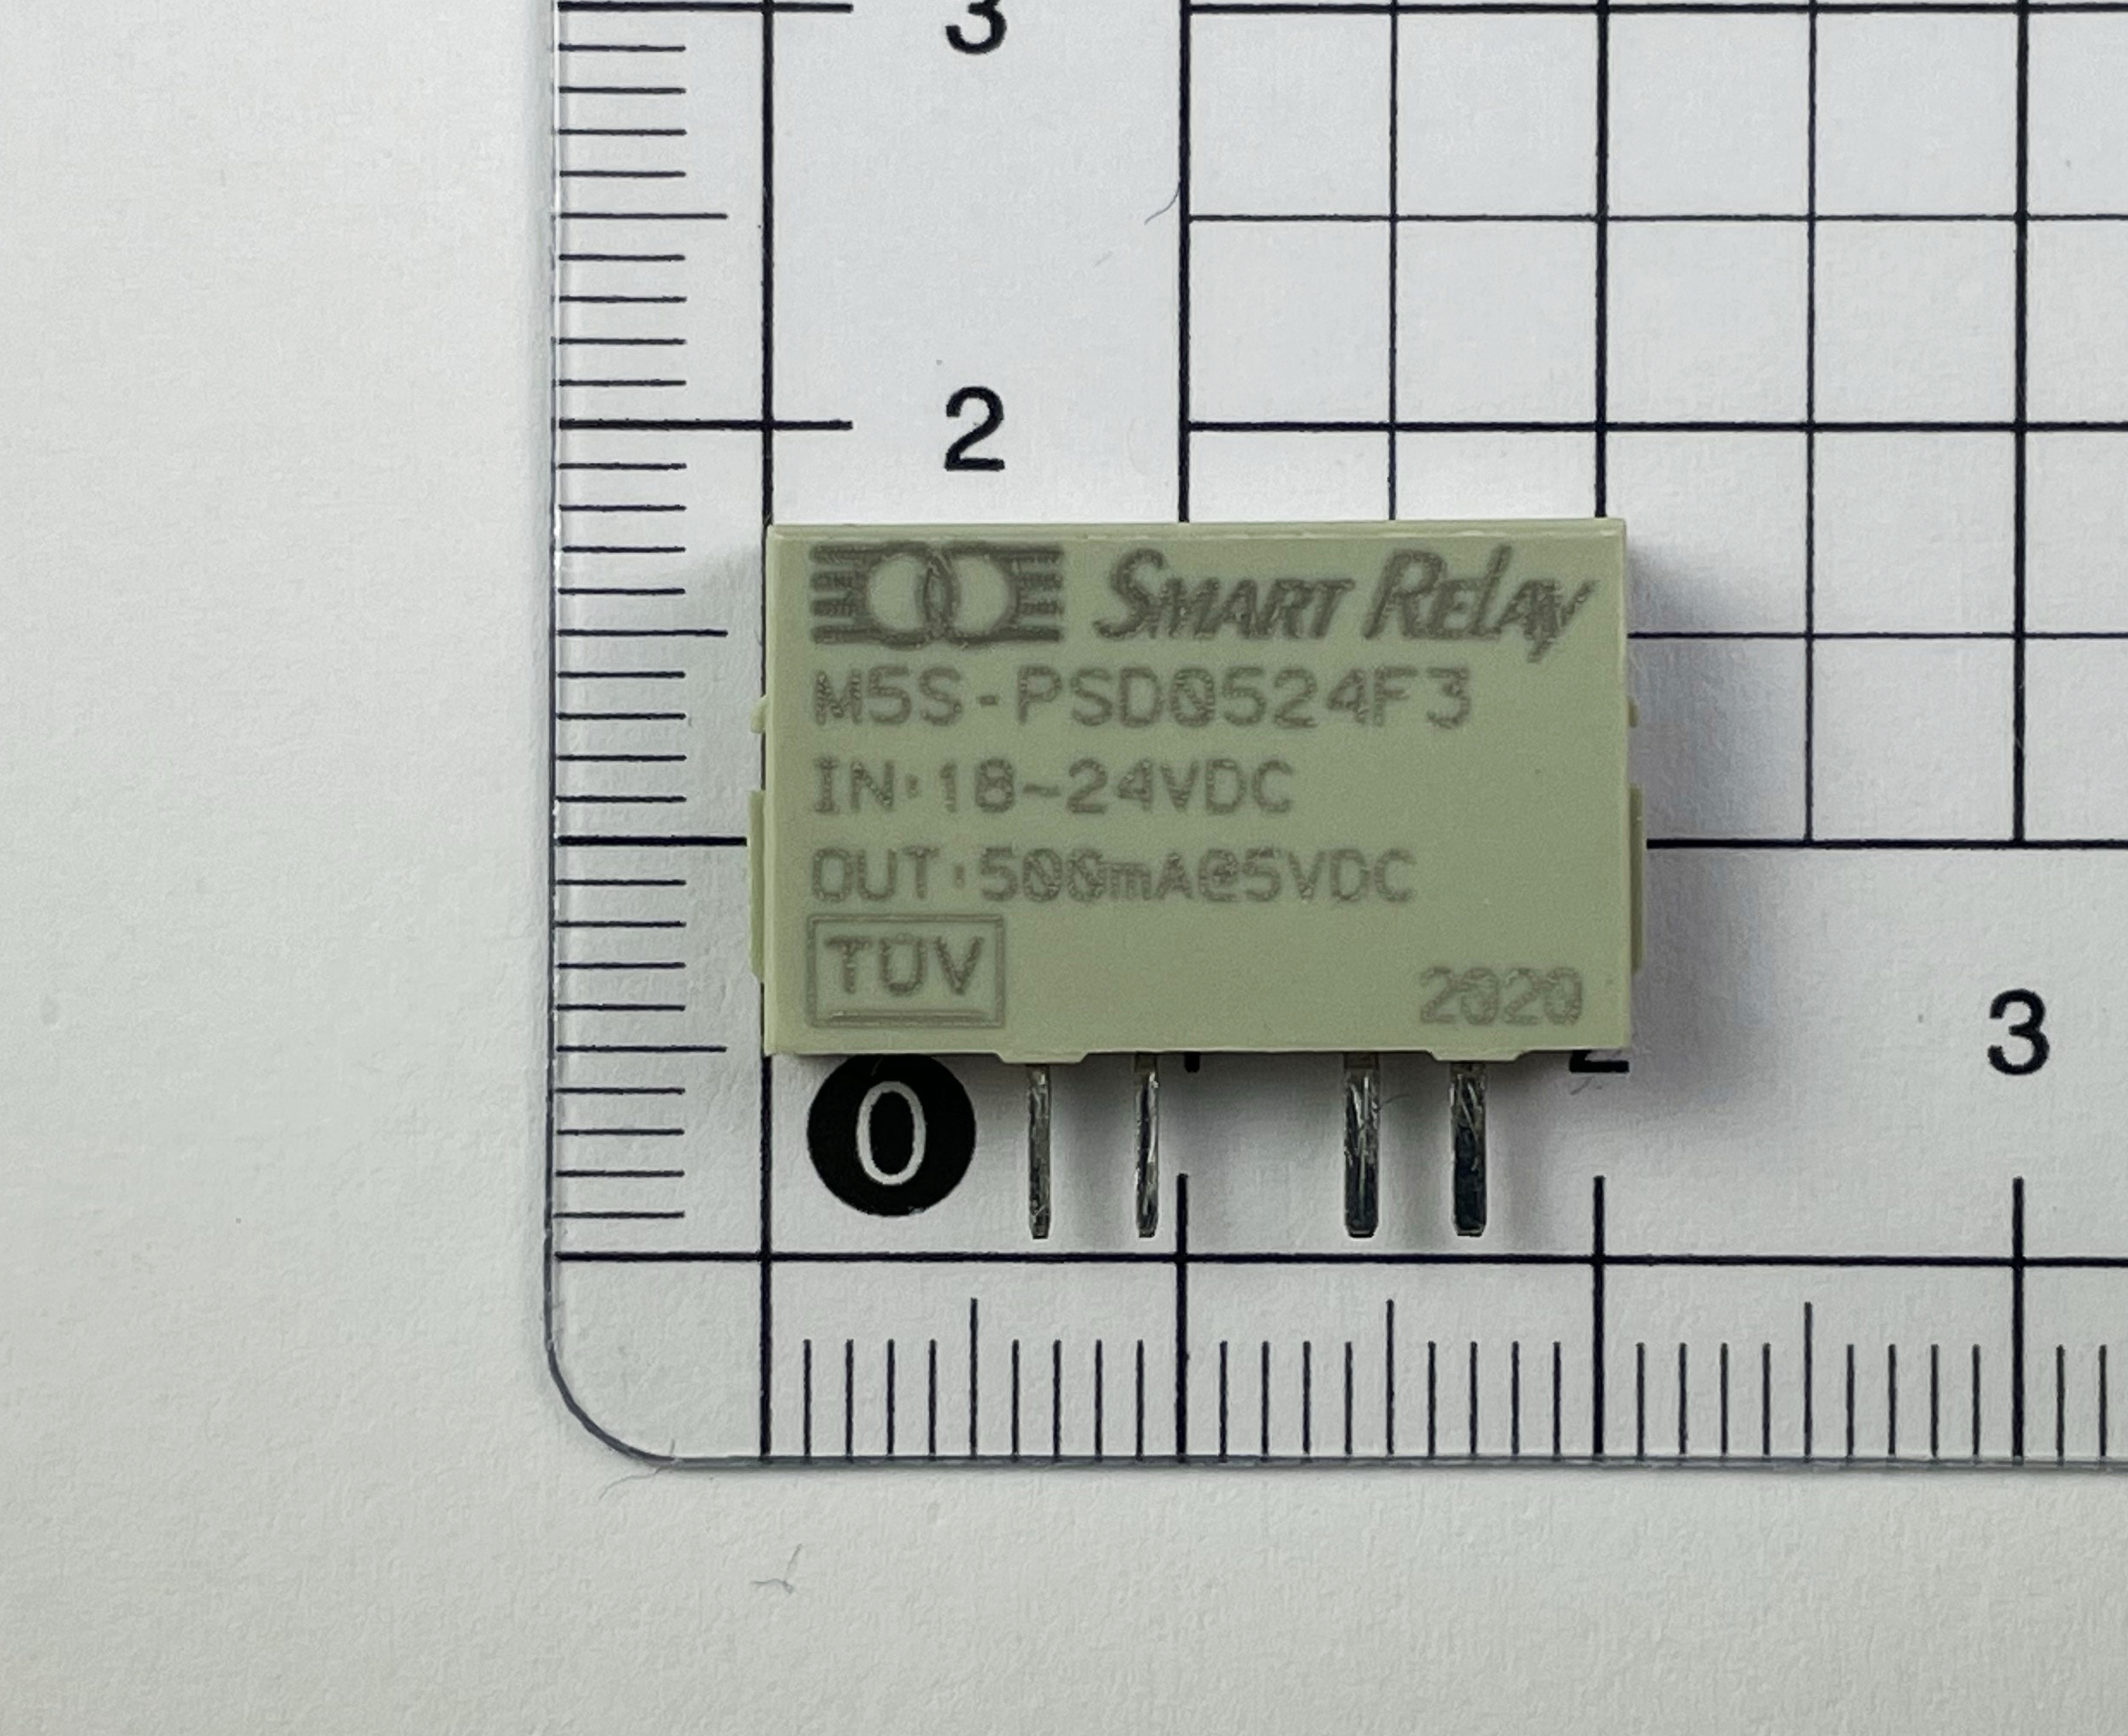 3
2
SMART RELAY
M5S-PSD0524F3
IN:18~24VDC
OUT:500mA@5VDC
TÜV
2020
0
3